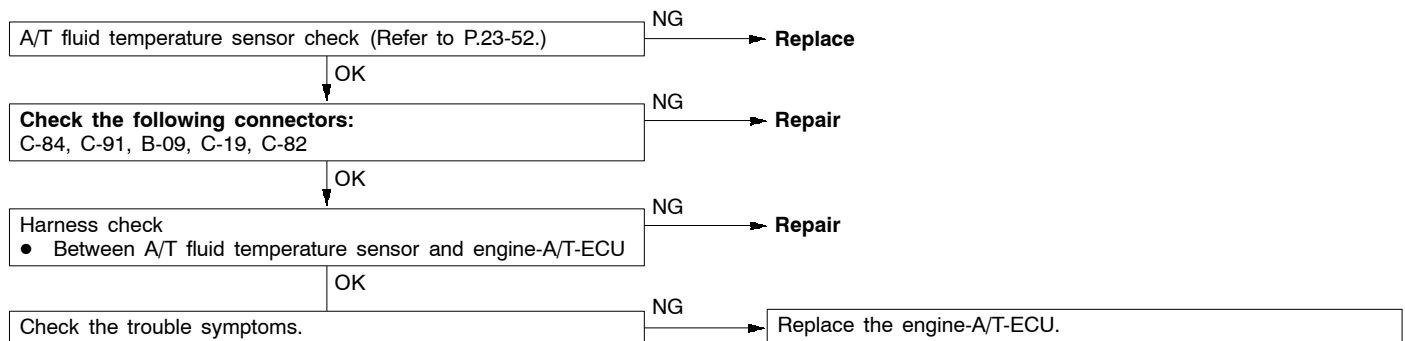 A/T fluid temperature sensor check (Refer to P.23-52.)
NG
Replace
OK
Check the following connectors:
C-84, C-91, B-09, C-19, C-82
NG
Repair
OK
Harness check
● Between A/T fluid temperature sensor and engine-A/T-ECU
NG
Repair
OK
Check the trouble symptoms.
NG
Replace the engine-A/T-ECU.